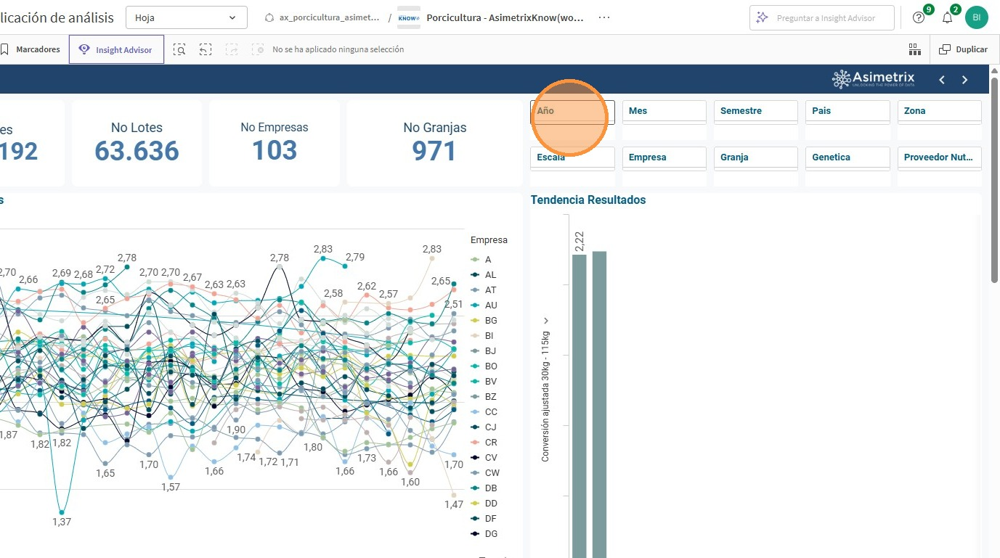 licación de análisis
Hoja
ax_porcicultura_asimet... /
KNOW
Porcicultura - AsimetrixKnow(wo...
...
Preguntar a Insight Advisor
9
2
BI
Marcadores
Insight Advisor
No se ha aplicado ninguna selección
Duplicar
Asimetrix
UNLOCKING THE POWER OF DATA
es
192
No Lotes
63.636
No Empresas
103
No Granjas
971
Año
Mes
Semestre
Pais
Zona
Escala
Empresa
Granja
Genetica
Proveedor Nut...
s
Tendencia Resultados
2,70
2,66
2,69
2,68
2,72
2,78
2,65
2,70
2,70
2,67
2,63
2,63
2,78
2,83
2,79
2,58
2,62
2,57
2,83
2,65
2,51
1,87
1,82
1,82
1,37
1,65
1,70
1,57
1,66
1,90
1,74
1,72
1,71
1,80
1,66
1,73
1,66
1,60
1,70
1,47
Empresa
A
AL
AT
AU
BG
BI
BJ
BO
BV
BZ
CC
CJ
CR
CV
CW
DB
DD
DF
DG
2,22
Conversión ajustada 30kg - 115kg